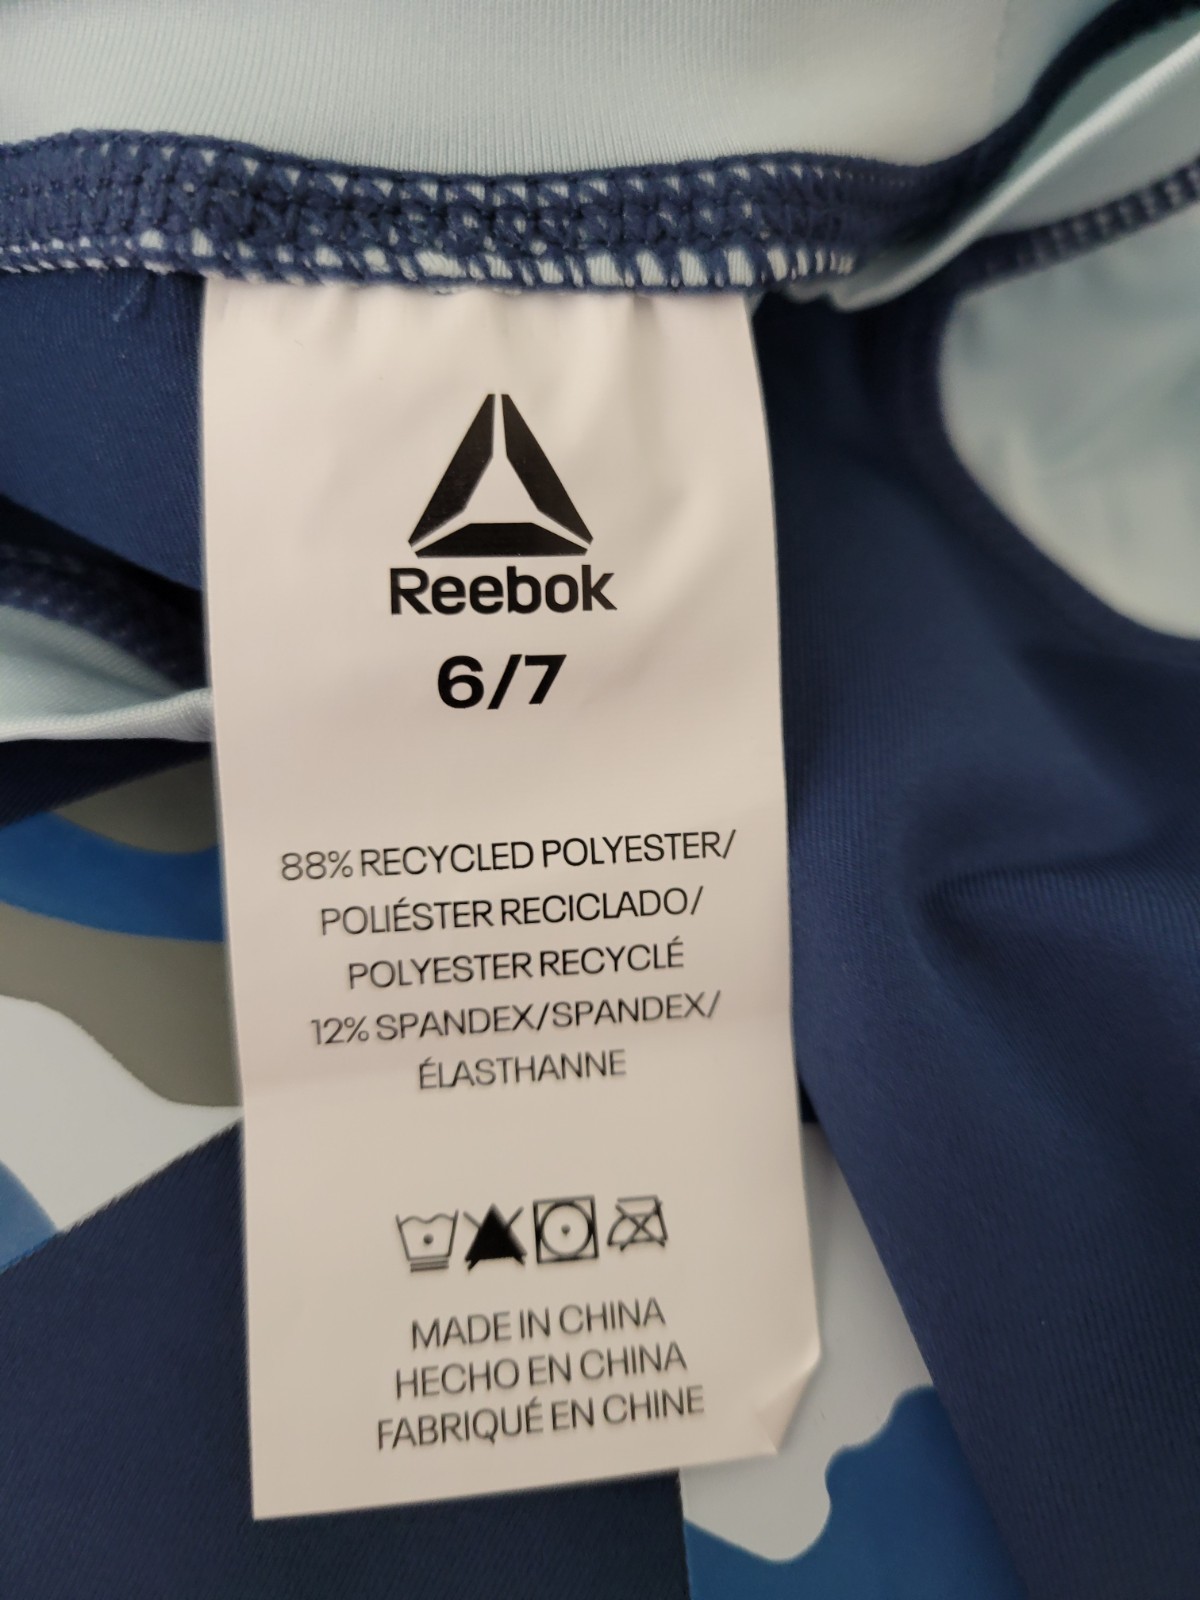 Reebok
6/7
88% RECYCLED POLYESTER/
POLIÉSTER RECICLADO/
POLYESTER RECYCLÉ
12% SPANDEX/SPANDEX/
ÉLASTHANNE
MADE IN CHINA
HECHO EN CHINA
FABRIQUÉ EN CHINE